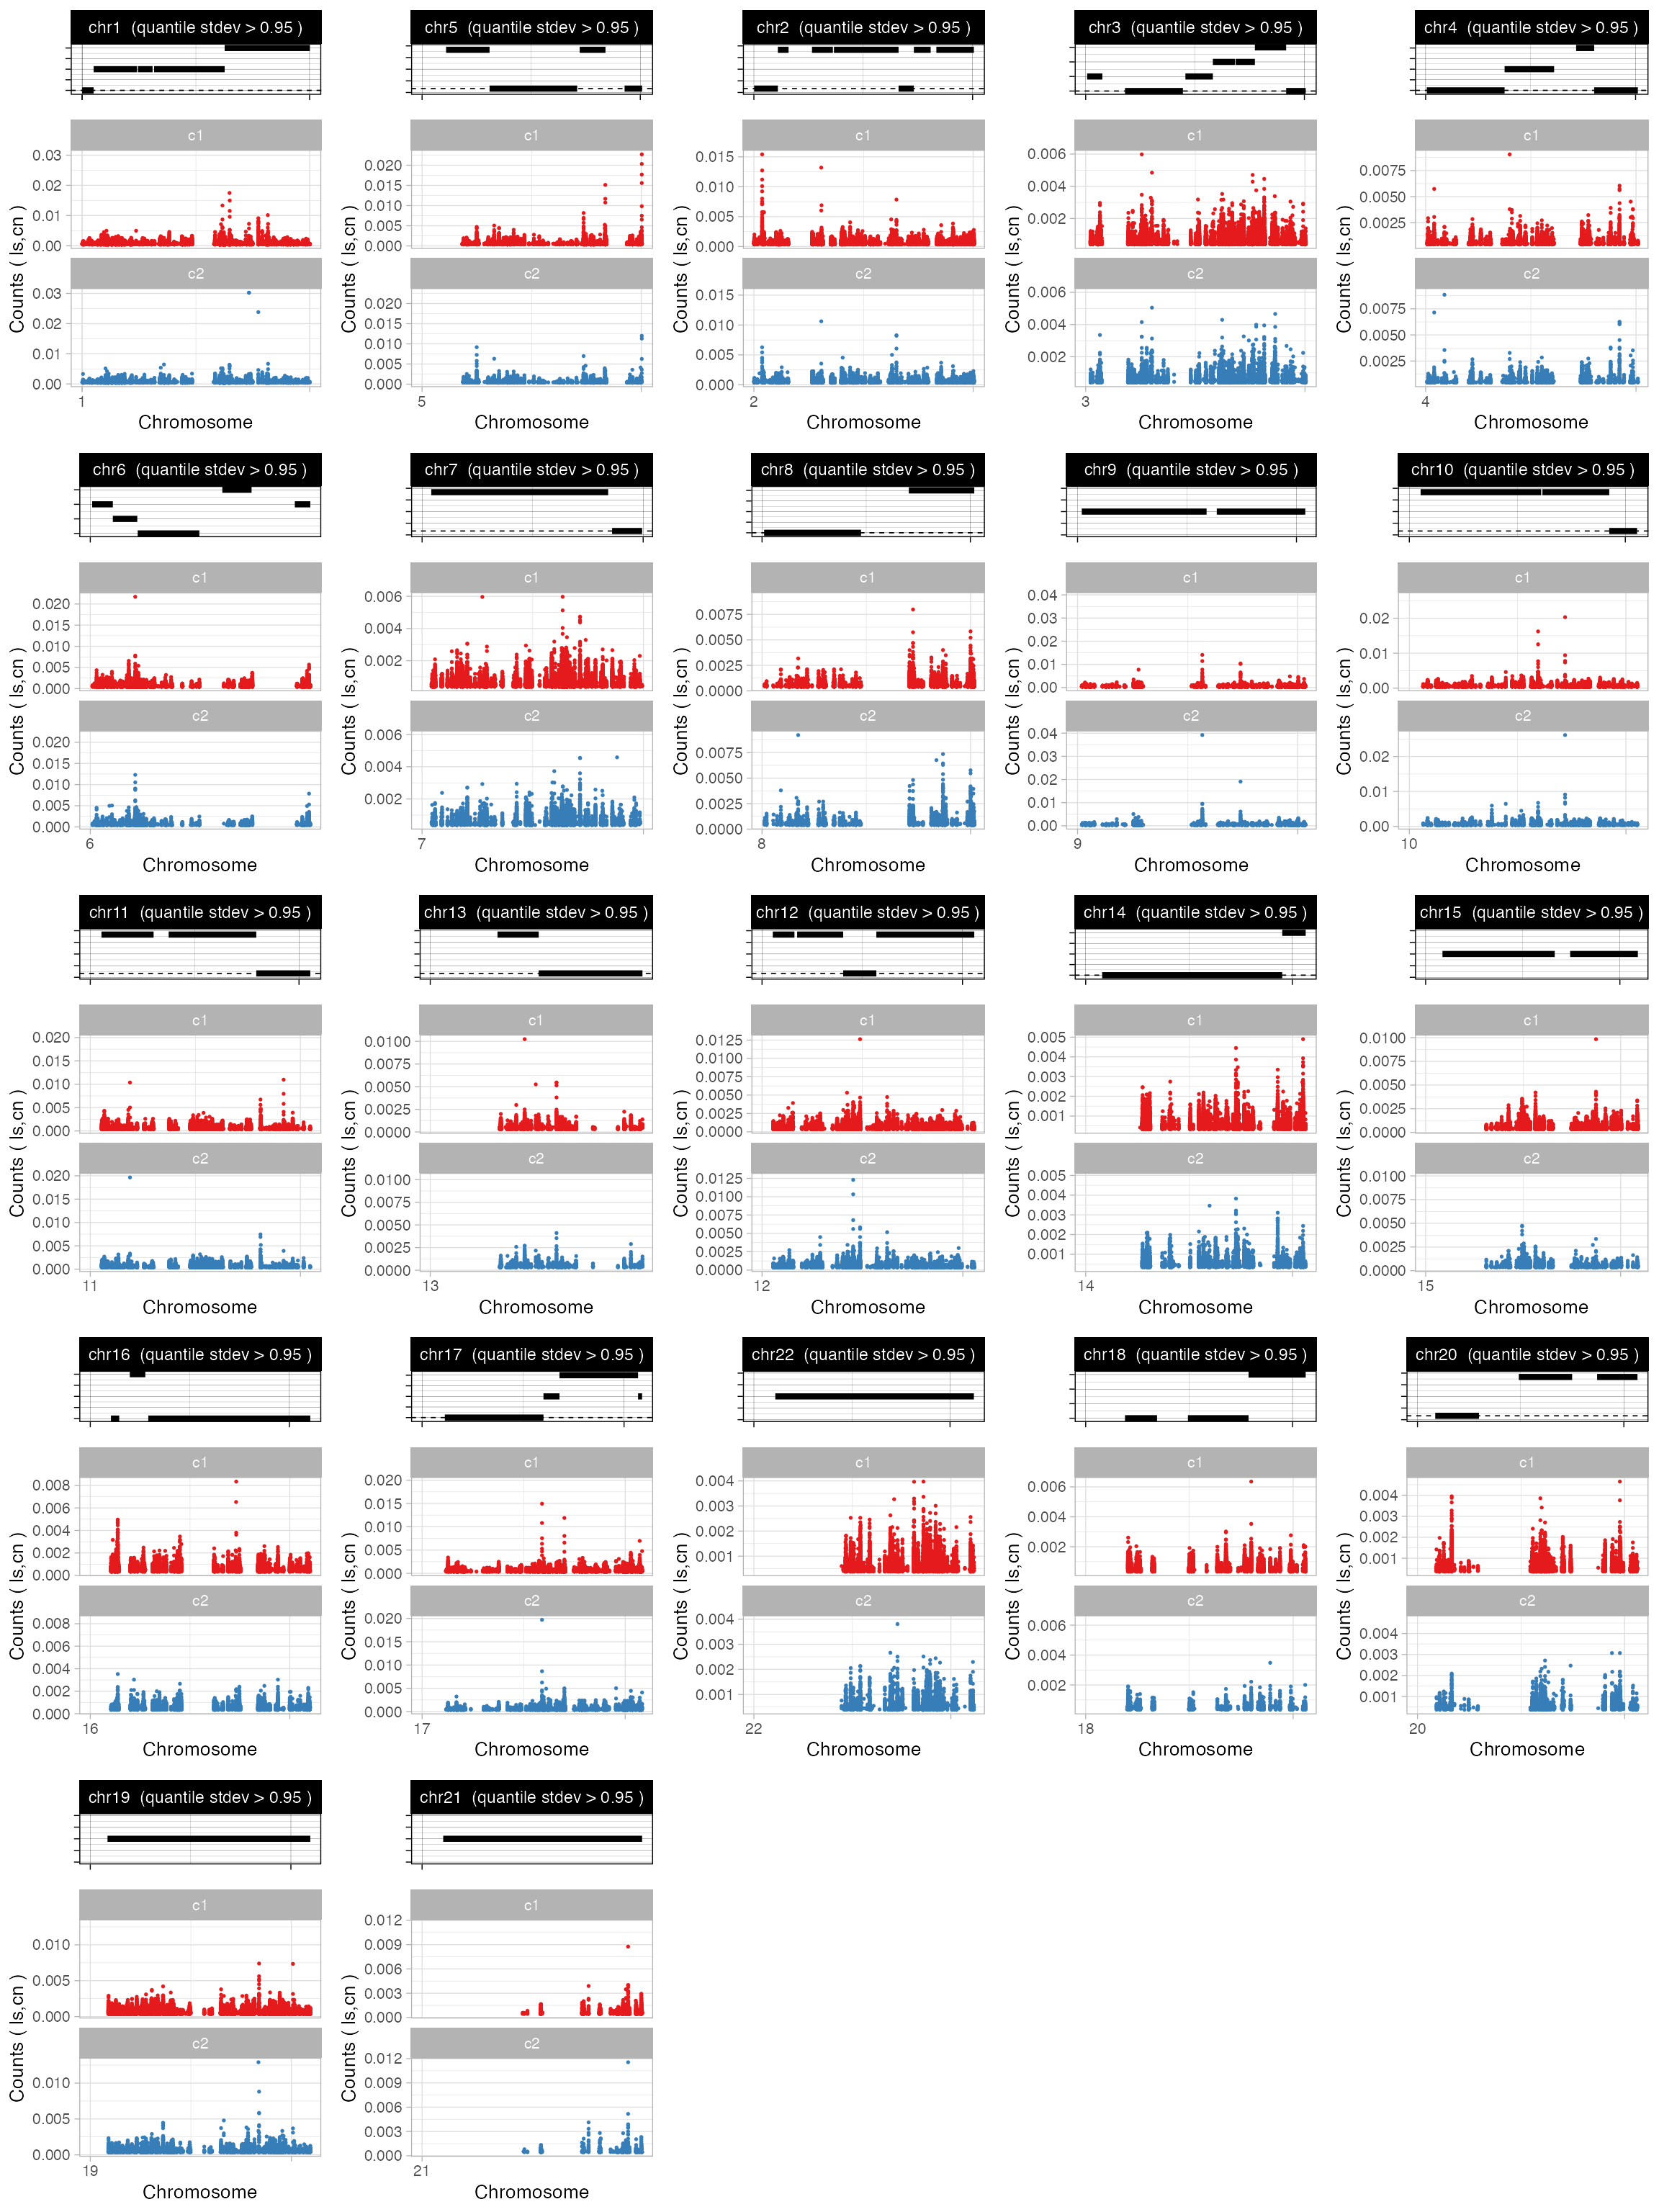 chr1 (quantile stdev > 0.95 )
c1
0.03
0.02
0.01
0.00
c2
0.03
0.02
0.01
0.00
Counts ( ls,cn )
1
Chromosome
chr5 (quantile stdev > 0.95 )
c1
0.020
0.015
0.010
0.005
0.000
c2
0.020
0.015
0.010
0.005
0.000
Counts ( ls,cn )
5
Chromosome
chr2 (quantile stdev > 0.95 )
c1
0.015
0.010
0.005
0.000
c2
0.015
0.010
0.005
0.000
Counts ( ls,cn )
2
Chromosome
chr3 (quantile stdev > 0.95 )
c1
0.006
0.004
0.002
c2
0.006
0.004
0.002
Counts ( ls,cn )
3
Chromosome
chr4 (quantile stdev > 0.95 )
c1
0.0075
0.0050
0.0025
c2
0.0075
0.0050
0.0025
Counts ( ls,cn )
4
Chromosome
chr6 (quantile stdev > 0.95 )
c1
0.020
0.015
0.010
0.005
0.000
c2
0.020
0.015
0.010
0.005
0.000
Counts ( ls,cn )
6
Chromosome
chr7 (quantile stdev > 0.95 )
c1
0.006
0.004
0.002
c2
0.006
0.004
0.002
Counts ( ls,cn )
7
Chromosome
chr8 (quantile stdev > 0.95 )
c1
0.0075
0.0050
0.0025
0.0000
c2
0.0075
0.0050
0.0025
0.0000
Counts ( ls,cn )
8
Chromosome
chr9 (quantile stdev > 0.95 )
c1
0.04
0.03
0.02
0.01
0.00
c2
0.04
0.03
0.02
0.01
0.00
Counts ( ls,cn )
9
Chromosome
chr10 (quantile stdev > 0.95 )
c1
0.02
0.01
0.00
c2
0.02
0.01
0.00
Counts ( ls,cn )
10
Chromosome
chr11 (quantile stdev > 0.95 )
c1
0.020
0.015
0.010
0.005
0.000
c2
0.020
0.015
0.010
0.005
0.000
Counts ( ls,cn )
11
Chromosome
chr13 (quantile stdev > 0.95 )
c1
0.0100
0.0075
0.0050
0.0025
0.0000
c2
0.0100
0.0075
0.0050
0.0025
0.0000
Counts ( ls,cn )
13
Chromosome
chr12 (quantile stdev > 0.95 )
c1
0.0125
0.0100
0.0075
0.0050
0.0025
0.0000
c2
0.0125
0.0100
0.0075
0.0050
0.0025
0.0000
Counts ( ls,cn )
12
Chromosome
chr14 (quantile stdev > 0.95 )
c1
0.005
0.004
0.003
0.002
0.001
c2
0.005
0.004
0.003
0.002
0.001
Counts ( ls,cn )
14
Chromosome
chr15 (quantile stdev > 0.95 )
c1
0.0100
0.0075
0.0050
0.0025
0.0000
c2
0.0100
0.0075
0.0050
0.0025
0.0000
Counts ( ls,cn )
15
Chromosome
chr16 (quantile stdev > 0.95 )
c1
0.008
0.006
0.004
0.002
0.000
c2
0.008
0.006
0.004
0.002
0.000
Counts ( ls,cn )
16
Chromosome
chr17 (quantile stdev > 0.95 )
c1
0.020
0.015
0.010
0.005
0.000
c2
0.020
0.015
0.010
0.005
0.000
Counts ( ls,cn )
17
Chromosome
chr22 (quantile stdev > 0.95 )
c1
0.004
0.003
0.002
0.001
c2
0.004
0.003
0.002
0.001
Counts ( ls,cn )
22
Chromosome
chr18 (quantile stdev > 0.95 )
c1
0.006
0.004
0.002
c2
0.006
0.004
0.002
Counts ( ls,cn )
18
Chromosome
chr20 (quantile stdev > 0.95 )
c1
0.004
0.003
0.002
0.001
c2
0.004
0.003
0.002
0.001
Counts ( ls,cn )
20
Chromosome
chr19 (quantile stdev > 0.95 )
c1
0.010
0.005
0.000
c2
0.010
0.005
0.000
Counts ( ls,cn )
19
Chromosome
chr21 (quantile stdev > 0.95 )
c1
0.012
0.009
0.006
0.003
0.000
c2
0.012
0.009
0.006
0.003
0.000
Counts ( ls,cn )
21
Chromosome